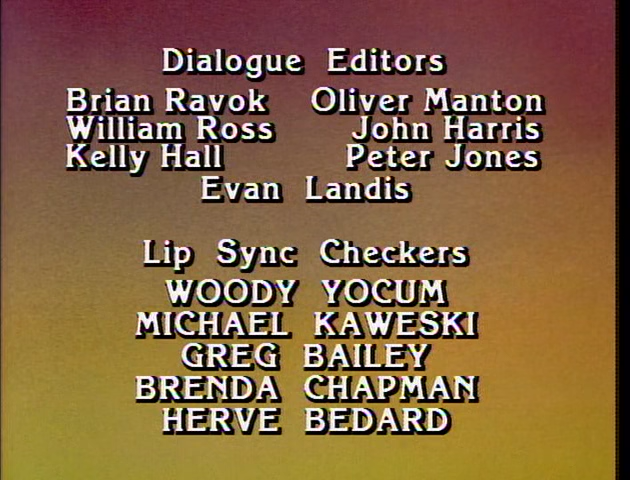 Dialogue Editors
Brian Ravok Oliver Manton
William Ross John Harris
Kelly Hall Peter Jones
Evan Landis
Lip Sync Checkers
WOODY YOCUM
MICHAEL KAWESKI
GREG BAILEY
BRENDA CHAPMAN
HERVE BEDARD